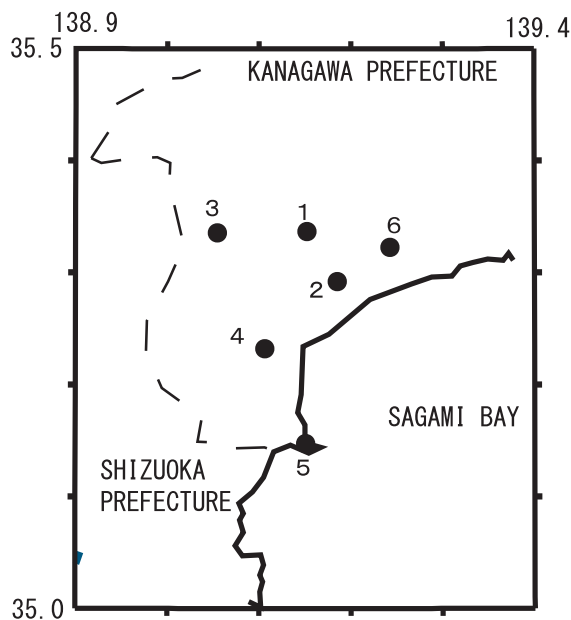 138.9
139.4
35.5
KANAGAWA PREFECTURE
3
1
6
2
4
SAGAMI BAY
5
SHIZUOKA
PREFECTURE
35.0